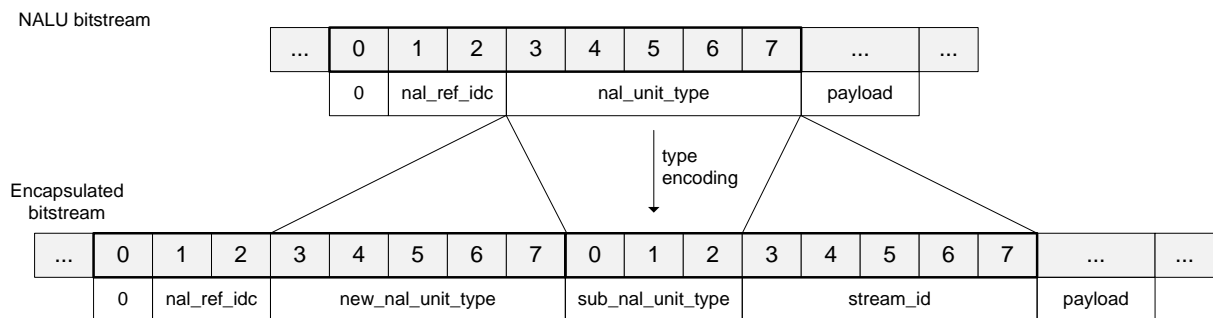 NALU bitstream
... 0 1 2 3 4 5 6 7 ... ...
0 nal_ref_idc nal_unit_type payload
type
encoding
Encapsulated
bitstream
... 0 1 2 3 4 5 6 7 0 1 2 3 4 5 6 7 ... ...
0 nal_ref_idc new_nal_unit_type sub_nal_unit_type stream_id payload